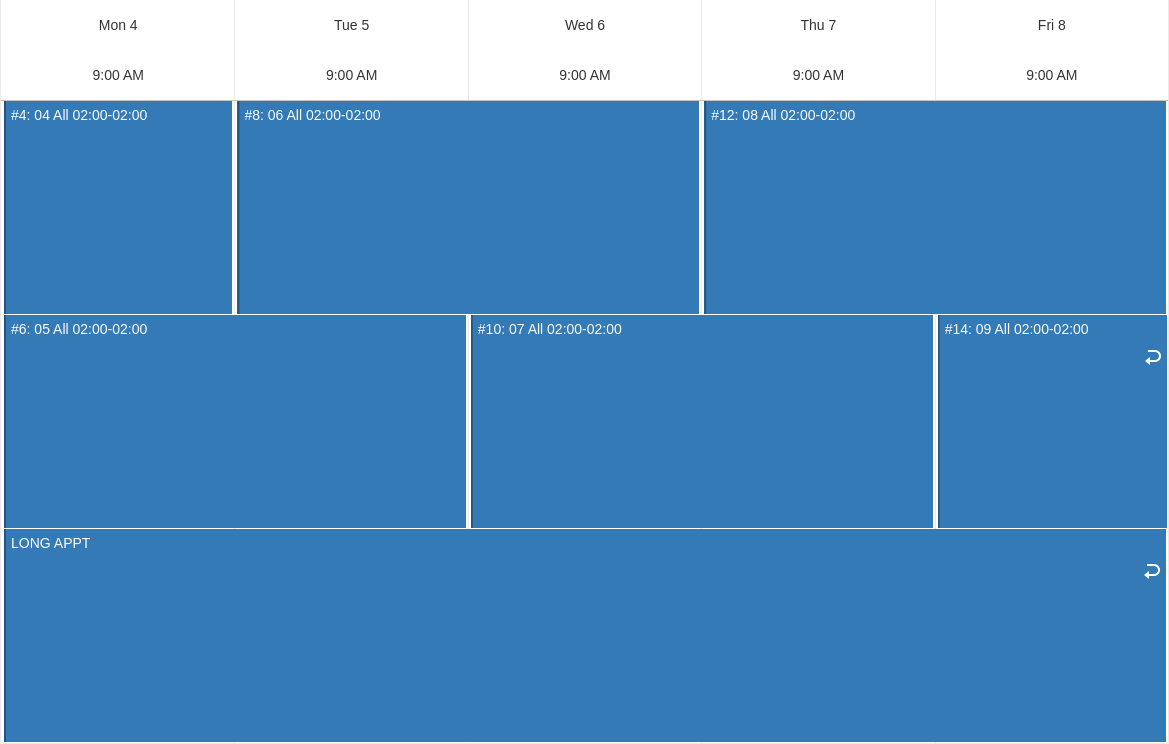 Mon 4 Tue 5 Wed 6 Thu 7 Fri 8
9:00 AM 9:00 AM 9:00 AM 9:00 AM 9:00 AM
#4: 04 All 02:00-02:00 #8: 06 All 02:00-02:00 #12: 08 All 02:00-02:00
#6: 05 All 02:00-02:00 #10: 07 All 02:00-02:00 #14: 09 All 02:00-02:00
LONG APPT